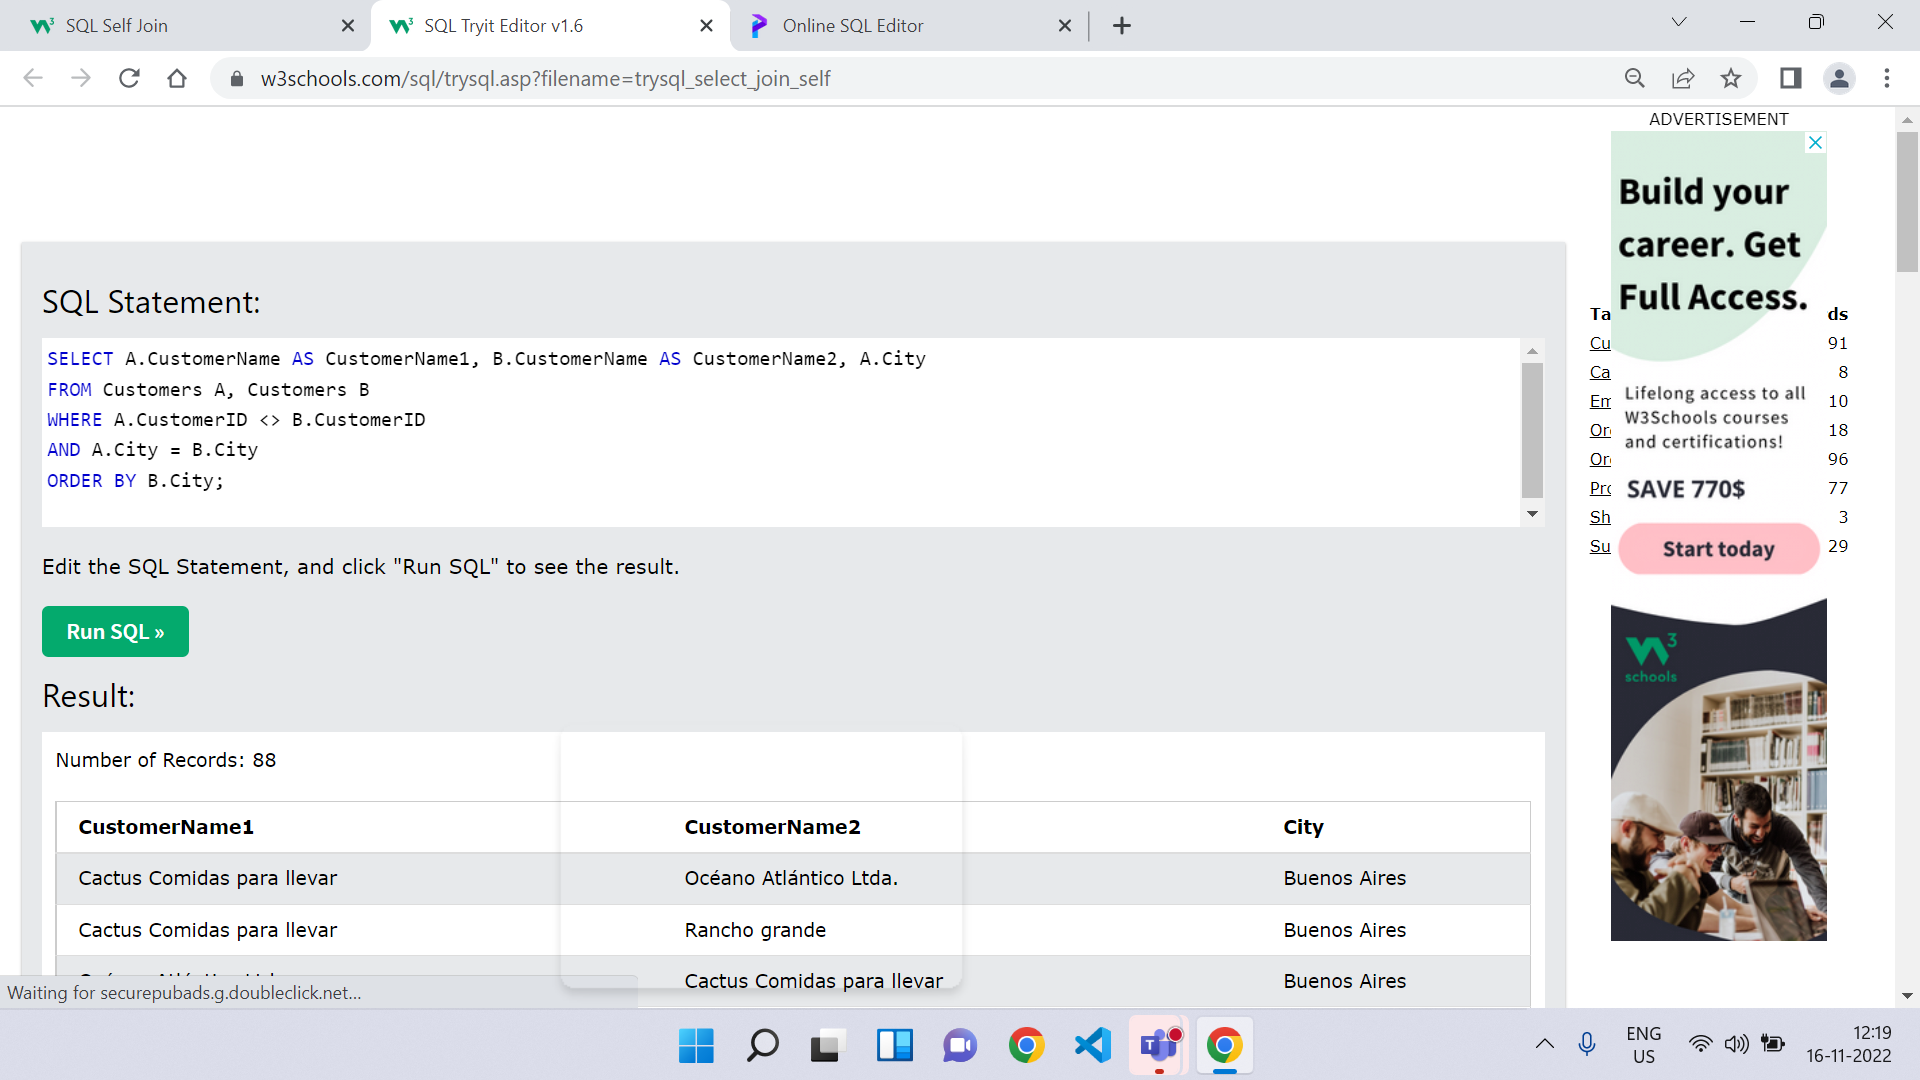 SQL Self Join
SQL Tryit Editor v1.6
Online SQL Editor
w3schools.com/sql/trysql.asp?filename=trysql_select_join_self
ADVERTISEMENT
Build your
career. Get
Full Access.
Lifelong access to all
W3Schools courses
and certifications!
SAVE 770$
Start today
W3
schools
SQL Statement:
SELECT A.CustomerName AS CustomerName1, B.CustomerName AS CustomerName2, A.City
FROM Customers A, Customers B
WHERE A.CustomerID <> B.CustomerID
AND A.City = B.City
ORDER BY B.City;
Edit the SQL Statement, and click "Run SQL" to see the result.
Run SQL »
Result:
Number of Records: 88
CustomerName1 CustomerName2 City
Cactus Comidas para llevar Océano Atlántico Ltda. Buenos Aires
Cactus Comidas para llevar Rancho grande Buenos Aires
Cactus Comidas para llevar Buenos Aires
Ta ds
Cu 91
Ca 8
Em 10
Or 18
Or 96
Pro 77
Sh 3
Su 29
Waiting for securepubads.g.doubleclick.net...
ENG
US
12:19
16-11-2022